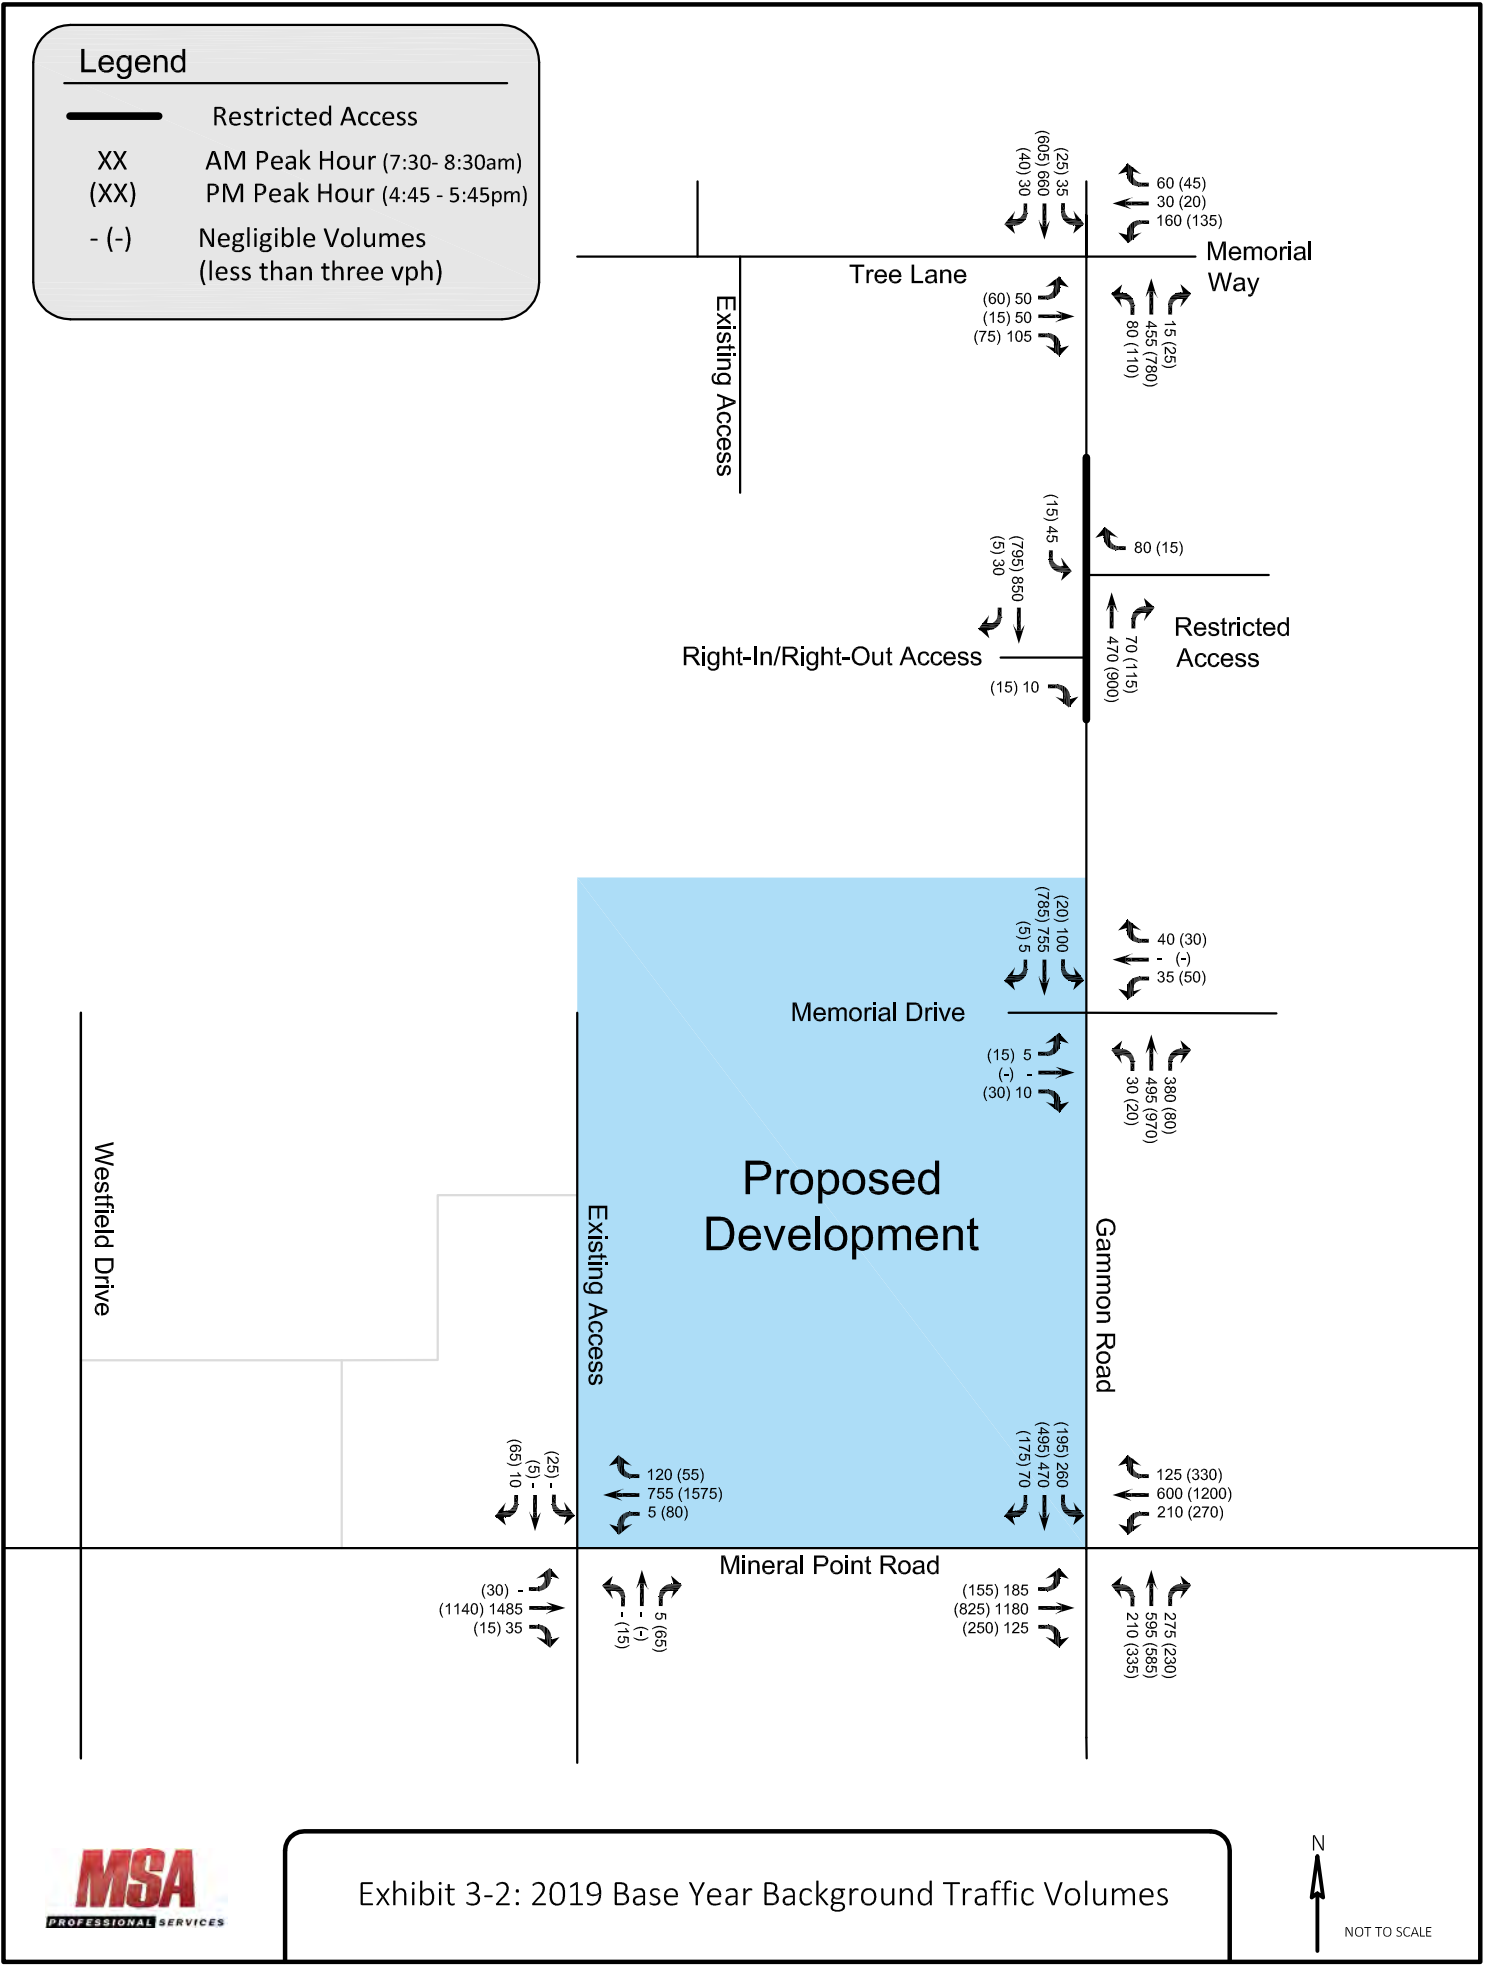 Legend
Restricted Access
XX AM Peak Hour (7:30- 8:30am)
(XX) PM Peak Hour (4:45 - 5:45pm)
- (-) Negligible Volumes
(less than three vph)
(25) 35
(605) 660
(40) 30
60 (45)
30 (20)
160 (135)
Memorial
Way
Tree Lane
(60) 50
(15) 50
(75) 105
15 (25)
455 (780)
80 (110)
Existing Access
(15) 45
(795) 850
(5) 30
80 (15)
Restricted
Access
70 (115)
470 (900)
Right-In/Right-Out Access
(15) 10
(20) 100
(785) 755
(5) 5
40 (30)
- (-)
35 (50)
Memorial Drive
(15) 5
(-) -
(30) 10
380 (80)
495 (970)
30 (20)
Westfield Drive
Existing Access
Proposed
Development
Gammon Road
(25) -
(5) -
(65) 10
120 (55)
755 (1575)
5 (80)
(195) 260
(495) 470
(175) 70
125 (330)
600 (1200)
210 (270)
Mineral Point Road
(30) -
(1140) 1485
(15) 35
5 (65)
- (-)
- (15)
(155) 185
(825) 1180
(250) 125
275 (230)
595 (585)
210 (335)
MSA
PROFESSIONAL SERVICES
Exhibit 3-2: 2019 Base Year Background Traffic Volumes
N
NOT TO SCALE